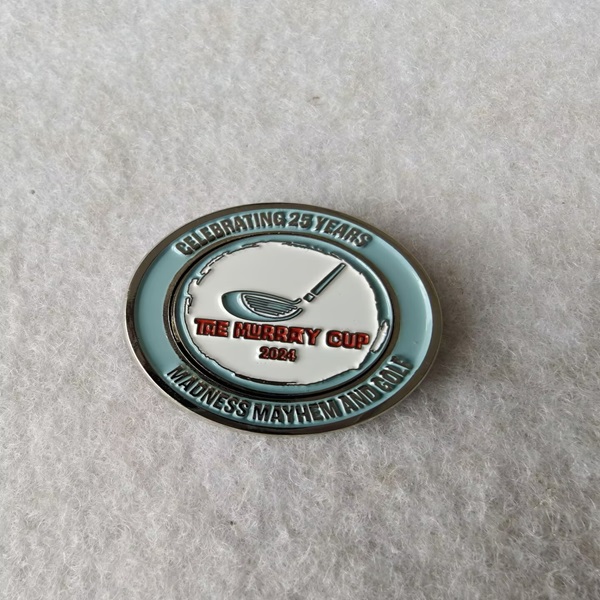 CELEBRATING 25 YEARS
THE MURRAY CUP
2024
MADNESS MAYHEM AND GOLF